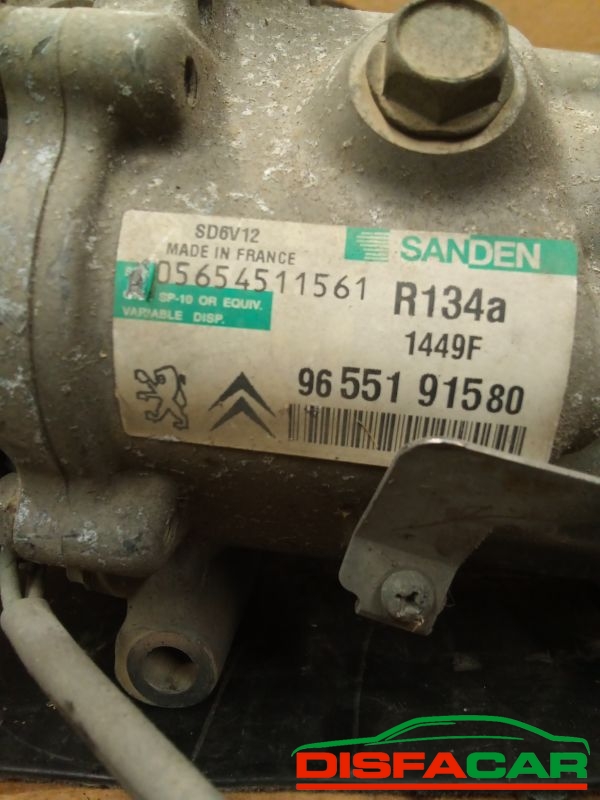 SD6V12
MADE IN FRANCE
SANDEN
05654511561
SP-10 OR EQUIV.
VARIABLE DISP.
R134a
1449F
96 551 915 80
DISFACAR